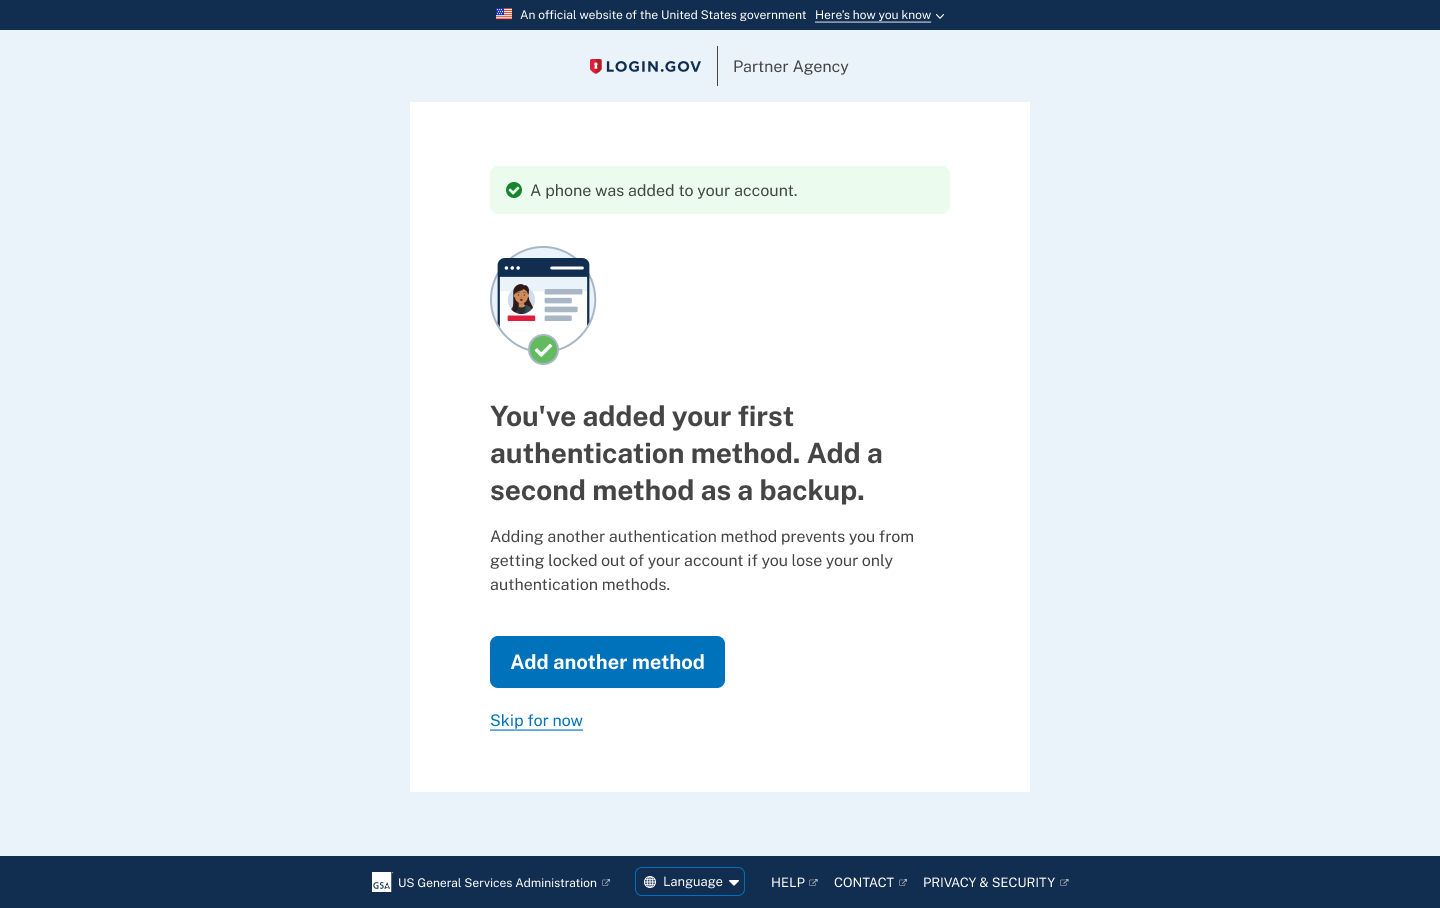 An official website of the United States government Here's how you know
LOGIN.GOV Partner Agency
A phone was added to your account.
You've added your first
authentication method. Add a
second method as a backup.
Adding another authentication method prevents you from
getting locked out of your account if you lose your only
authentication methods.
Add another method
Skip for now
GSA US General Services Administration Language HELP CONTACT PRIVACY & SECURITY